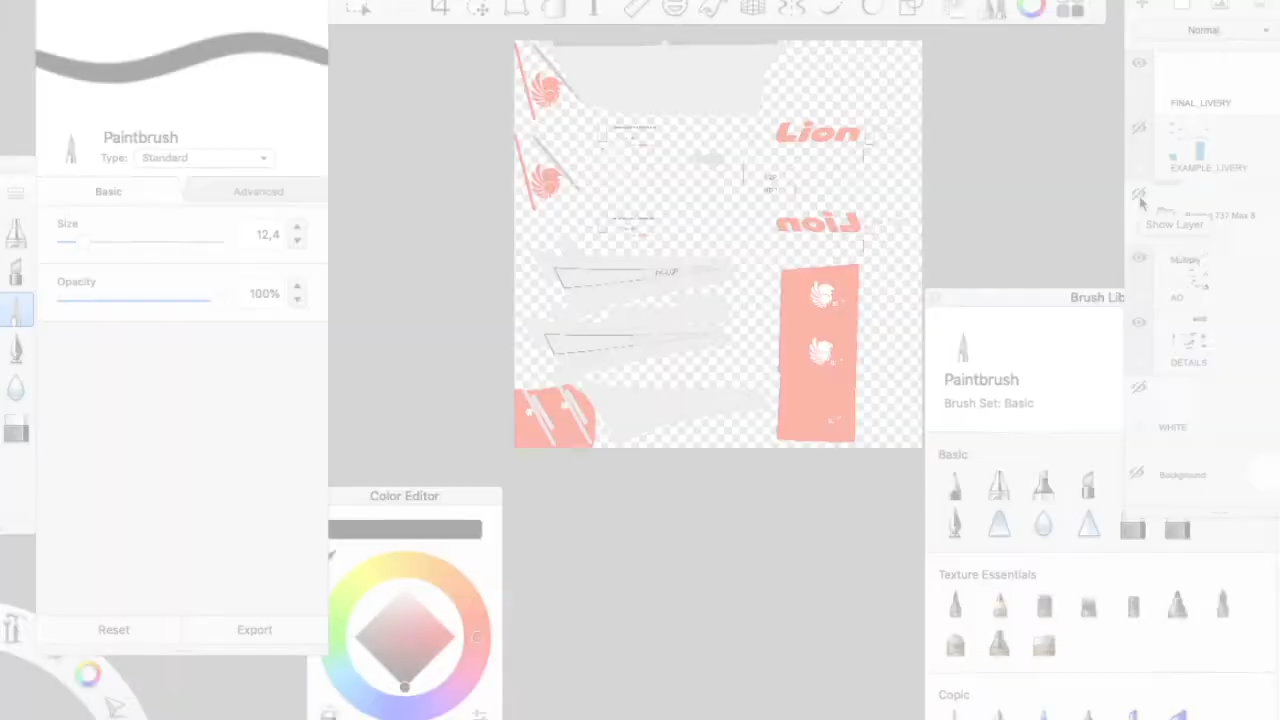 Paintbrush
Type: Standard
Basic
Advanced
Size
12,4
Opacity
100%
Reset
Export
Color Editor
Lion
Lion
Normal
FINAL_LIVERY
EXAMPLE_LIVERY
737 Max 8
Show Layer
Multiply
AO
DETAILS
WHITE
Background
Brush Lib
Paintbrush
Brush Set: Basic
Basic
Texture Essentials
Copic